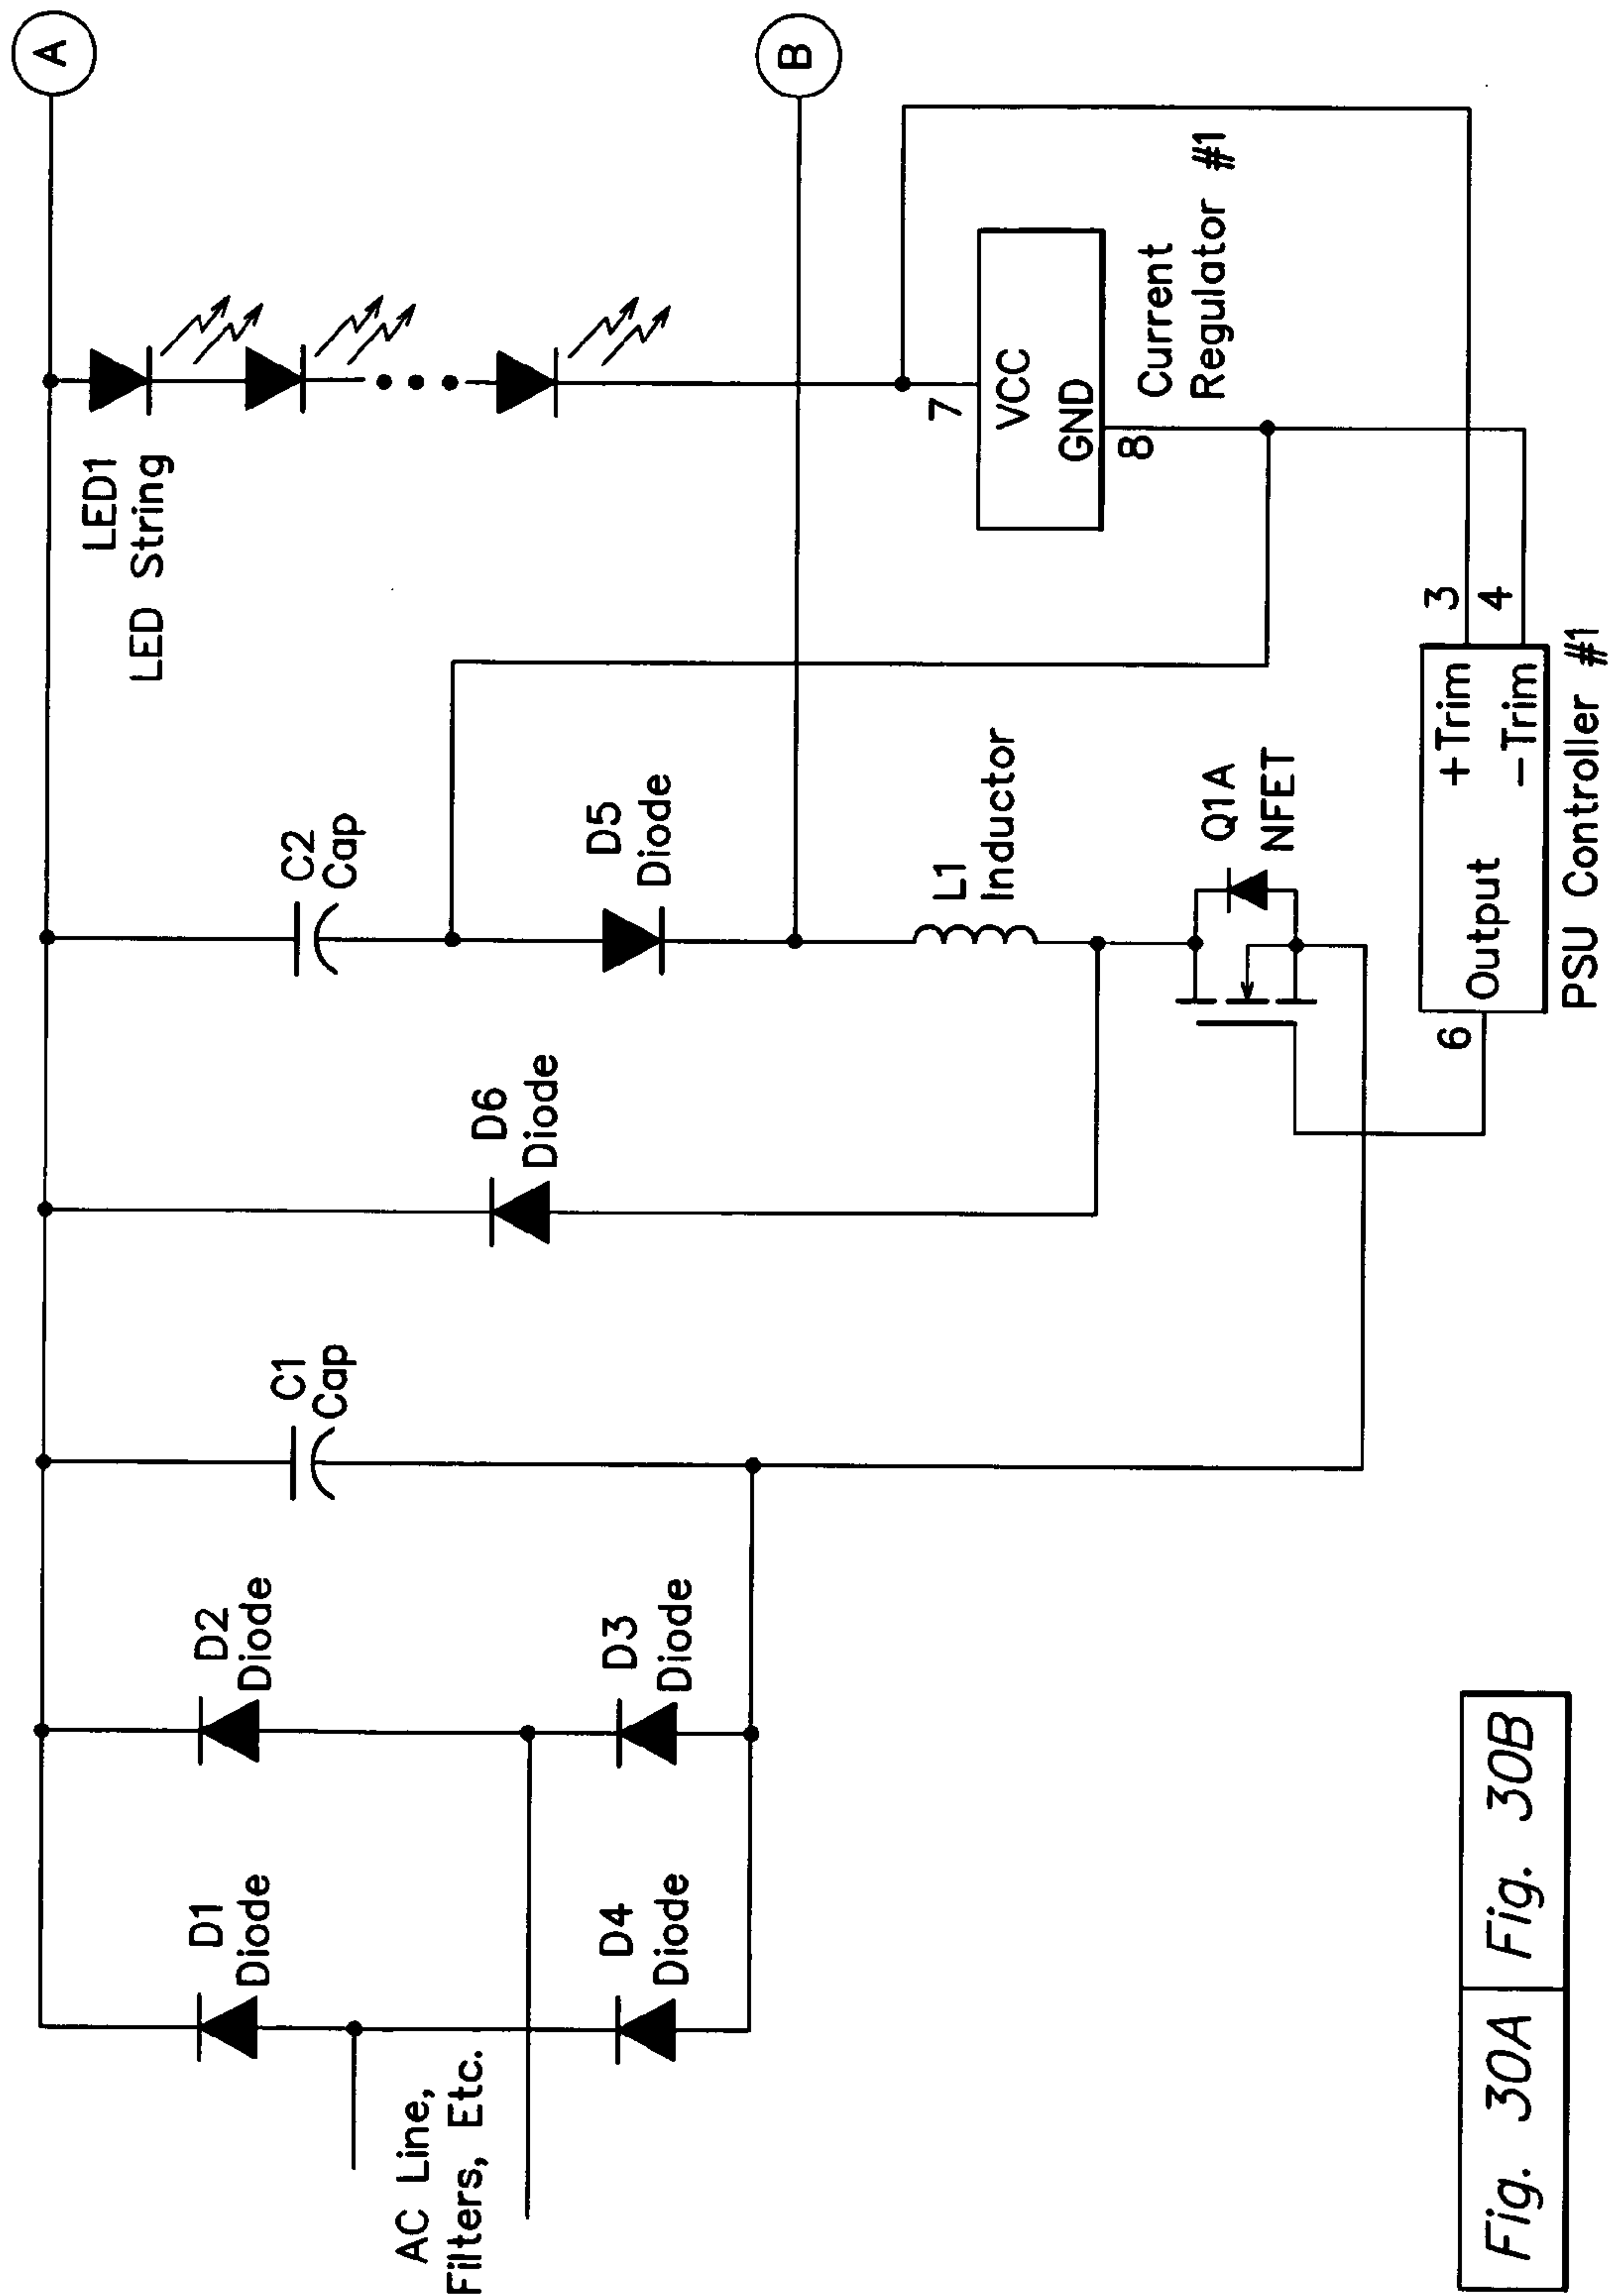 A
B
LED1
LED String
C2
Cap
D5
Diode
D6
Diode
C1
Cap
D2
Diode
D1
Diode
D3
Diode
D4
Diode
AC Line,
Filters, Etc.
L1
Inductor
Q1A
NFET
7
VCC
GND
8
Current
Regulator #1
3
+Trim
4
-Trim
6
Output
PSU Controller #1
Fig. 30A
Fig. 30B